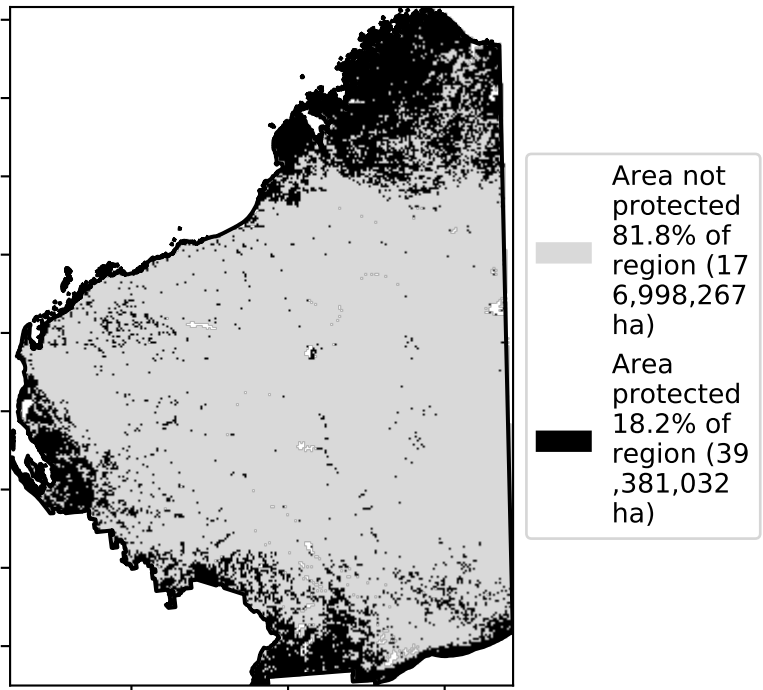 Area not
protected
81.8% of
region (17
6,998,267
ha)
Area
protected
18.2% of
region (39
,381,032
ha)